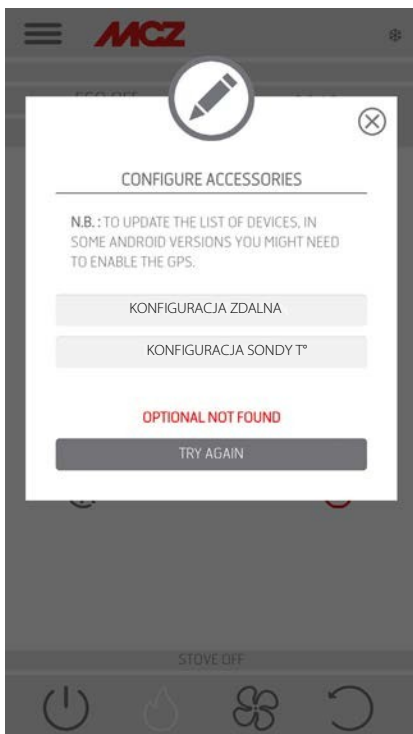 MCZ
CONFIGURE ACCESSORIES
N.B. : TO UPDATE THE LIST OF DEVICES, IN
SOME ANDROID VERSIONS YOU MIGHT NEED
TO ENABLE THE GPS.
KONFIGURACJA ZDALNA
KONFIGURACJA SONDY T°
OPTIONAL NOT FOUND
TRY AGAIN
STOVE OFF